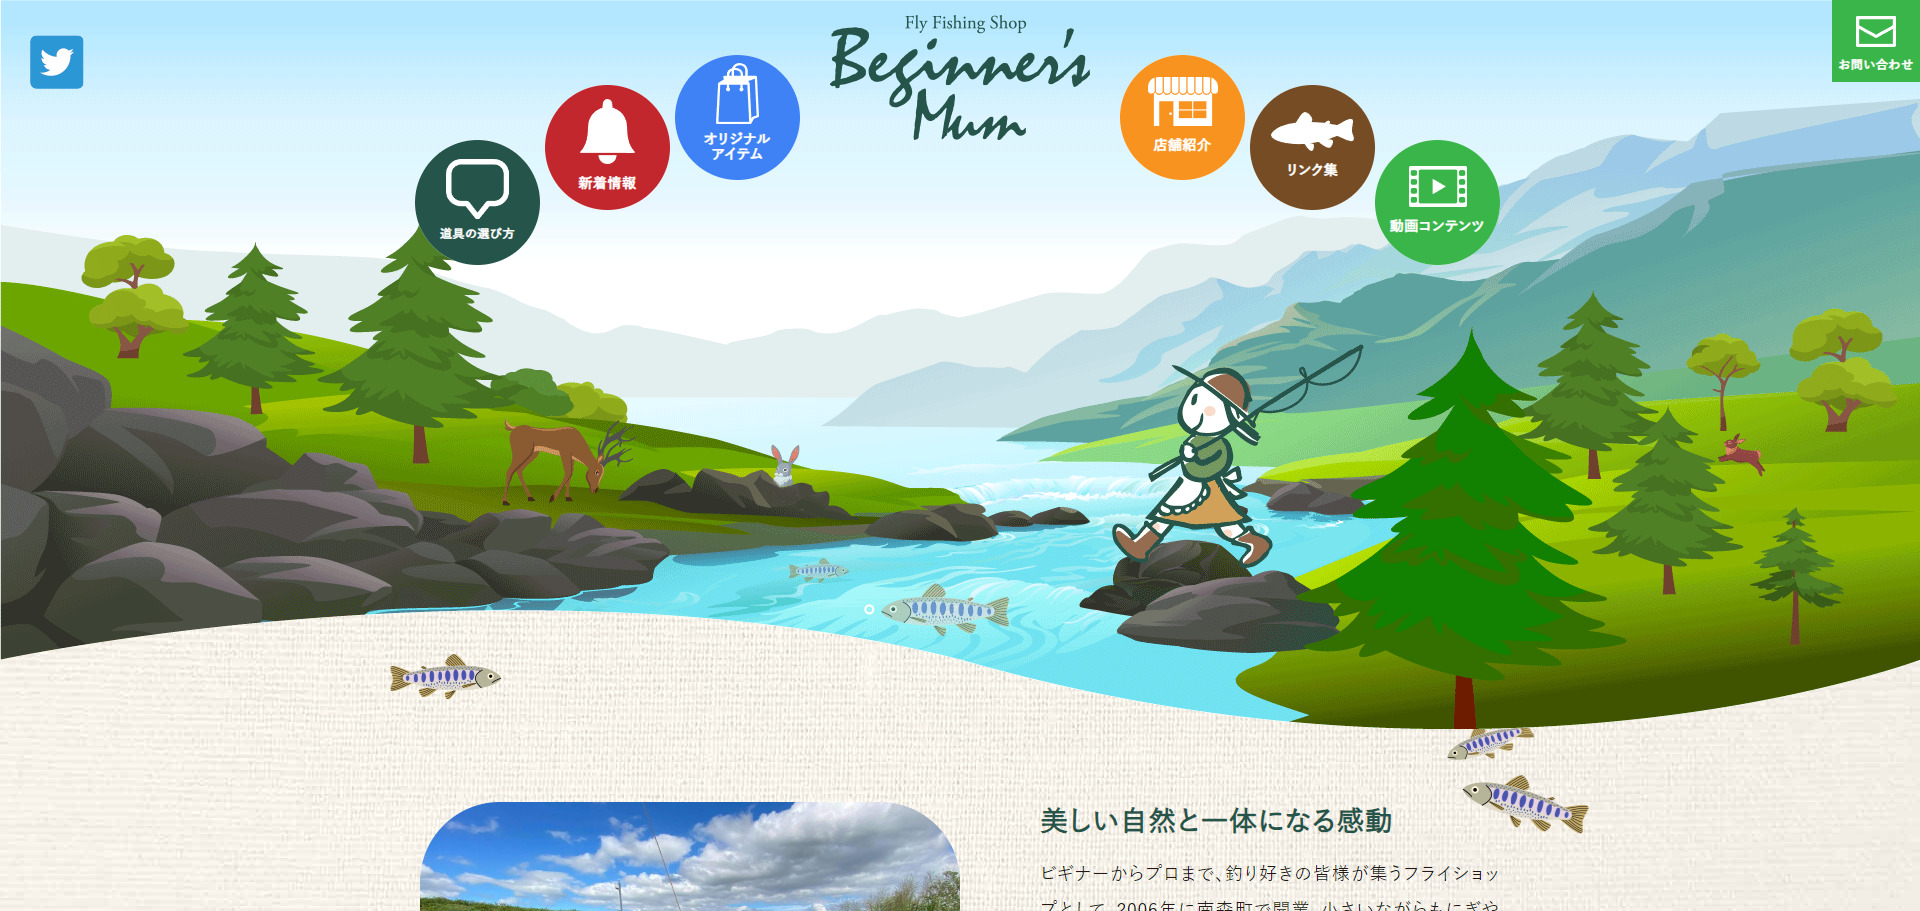 Fly Fishing Shop
Beginner's
Mum
お問い合わせ
道具の選び方
新着情報
オリジナル
アイテム
店舗紹介
リンク集
動画コンテンツ
美しい自然と一体になる感動
ビギナーからプロまで、釣り好きの皆様が集うフライショッ
プとして、2006年に南森町で開業。小さいながらもにぎや